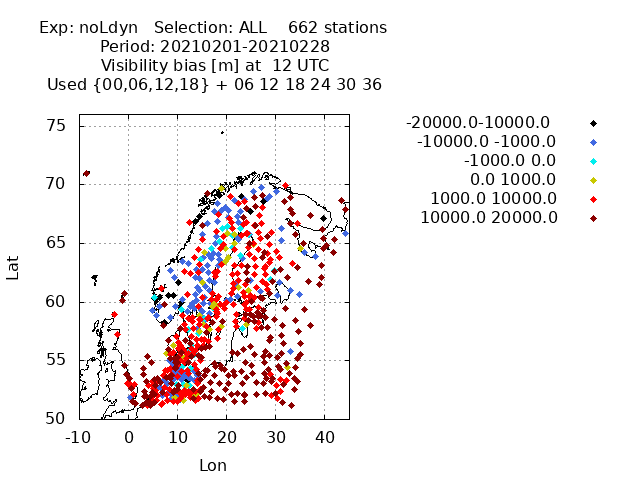 Exp: noLdyn   Selection: ALL    662 stations
Period: 20210201-20210228
Visibility bias [m] at  12 UTC
Used {00,06,12,18} + 06 12 18 24 30 36
-20000.0-10000.0
-10000.0 -1000.0
-1000.0 0.0
0.0 1000.0
1000.0 10000.0
10000.0 20000.0
75
70
65
60
55
50
Lat
-10 0 10 20 30 40
Lon